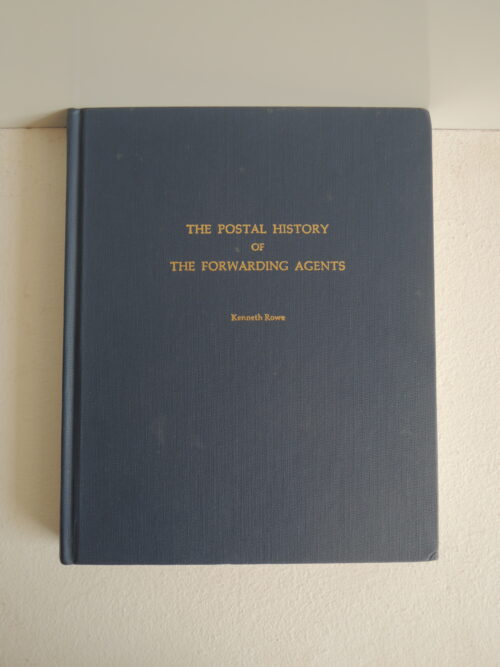 THE POSTAL HISTORY
OF
THE FORWARDING AGENTS
Kenneth Rowe